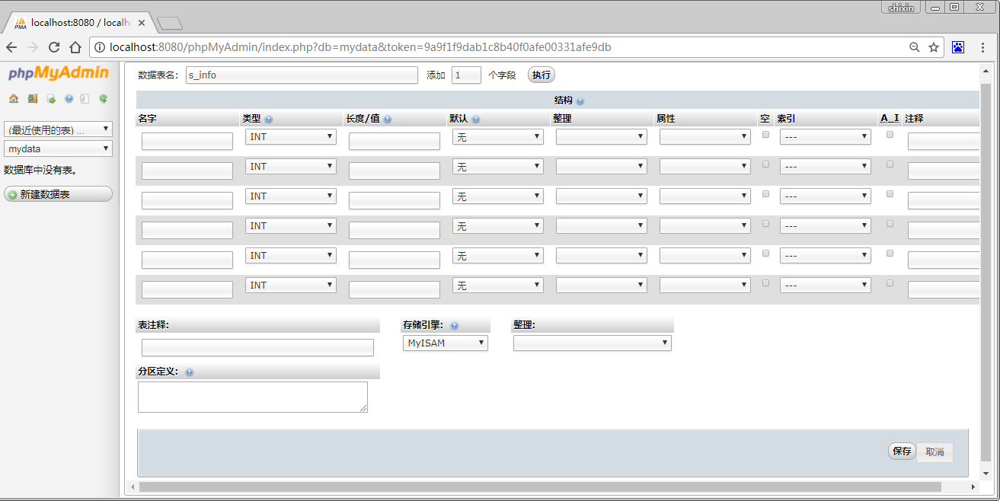 shixin
localhost:8080 / localh
localhost:8080/phpMyAdmin/index.php?db=mydata&token=9a9f1f9dab1c8b40f0afe00331afe9db
phpMyAdmin
(最近使用的表) ...
mydata
数据库中没有表。
新建数据表
数据表名: s_info 添加 1 个字段 执行
结构
名字 类型 长度/值 默认 整理 属性 空 索引 A_I 注释
INT 无 ---
INT 无 ---
INT 无 ---
INT 无 ---
INT 无 ---
INT 无 ---
表注释: 存储引擎: 整理:
MyISAM
分区定义:
保存 取消